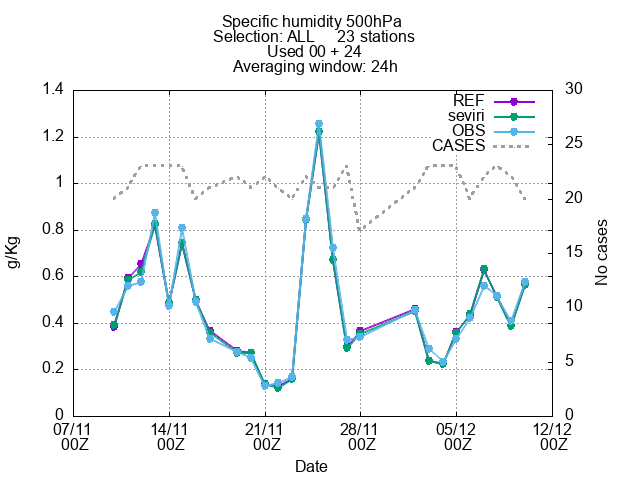 Specific humidity 500hPa
Selection: ALL 23 stations
Used 00 + 24
Averaging window: 24h
1.4
1.2
1
0.8
0.6
0.4
0.2
0
g/Kg
30
25
20
15
10
5
0
No cases
REF
seviri
OBS
CASES
07/11 14/11 21/11 28/11 05/12 12/12
00Z 00Z 00Z 00Z 00Z 00Z
Date